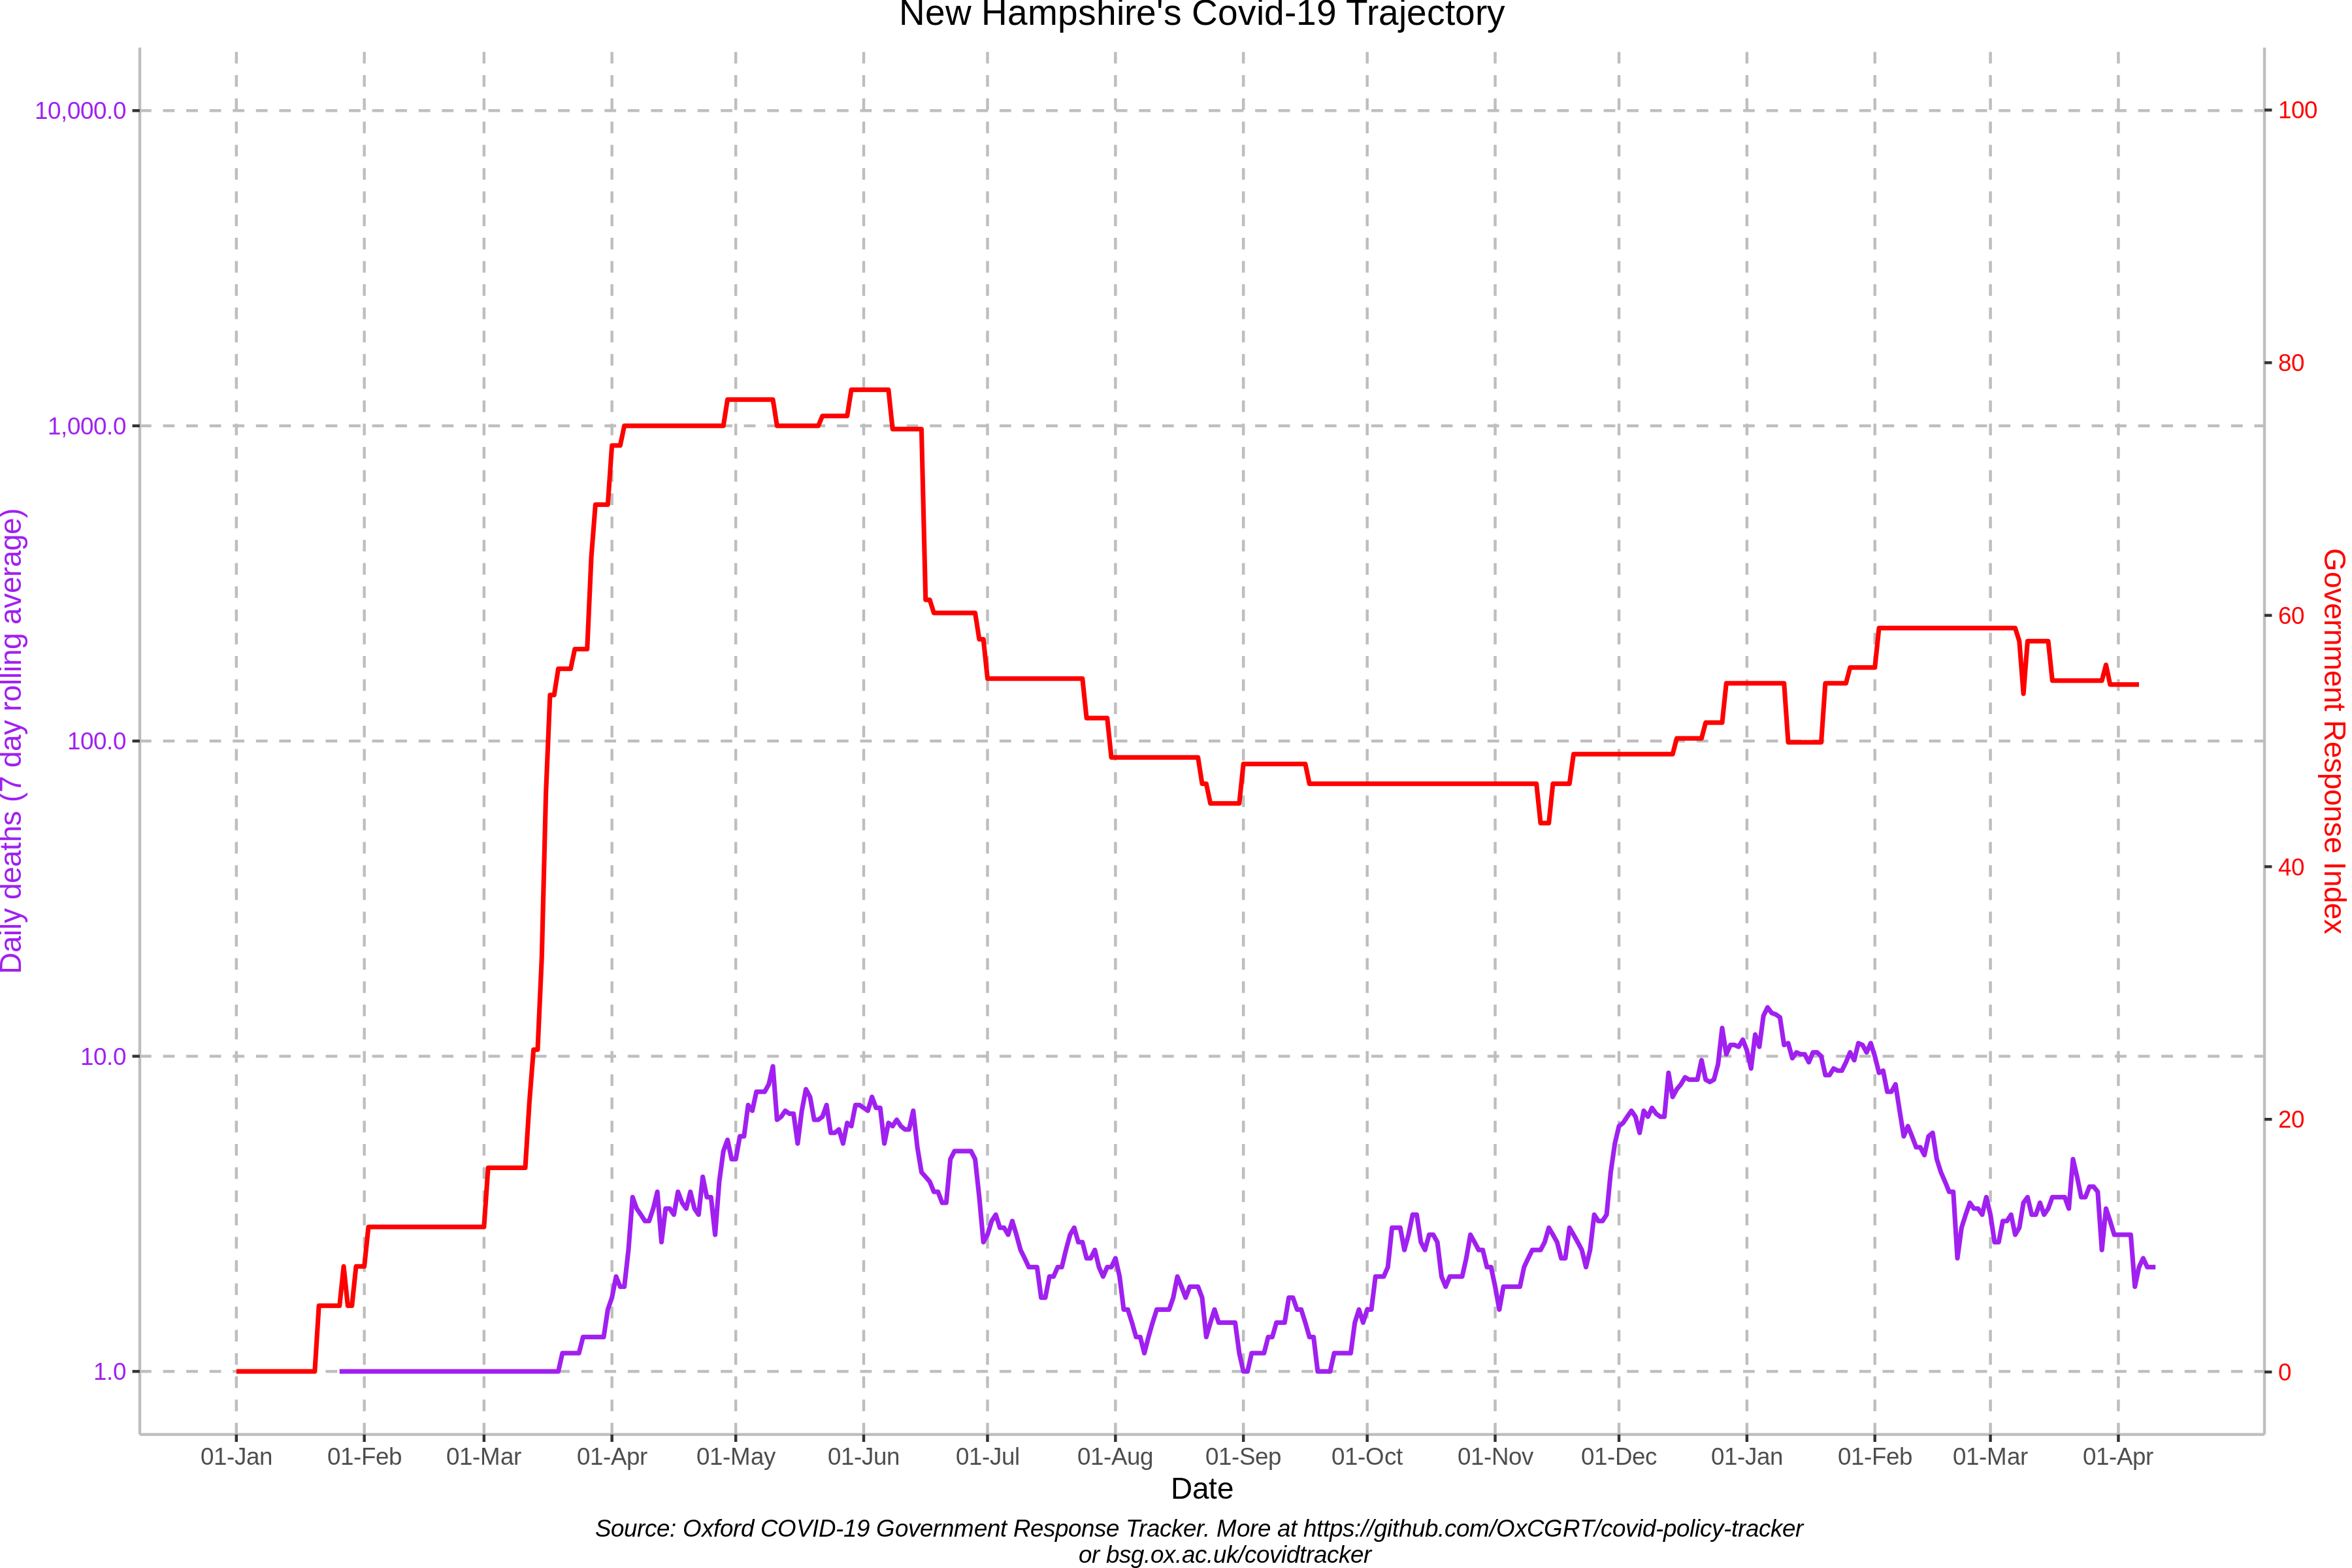 New Hampshire's Covid-19 Trajectory
10,000.0
1,000.0
100.0
10.0
1.0
Daily deaths (7 day rolling average)
100
80
60
40
20
0
Government Response Index
01-Jan 01-Feb 01-Mar 01-Apr 01-May 01-Jun 01-Jul 01-Aug 01-Sep 01-Oct 01-Nov 01-Dec 01-Jan 01-Feb 01-Mar 01-Apr
Date
Source: Oxford COVID-19 Government Response Tracker. More at https://github.com/OxCGRT/covid-policy-tracker
or bsg.ox.ac.uk/covidtracker